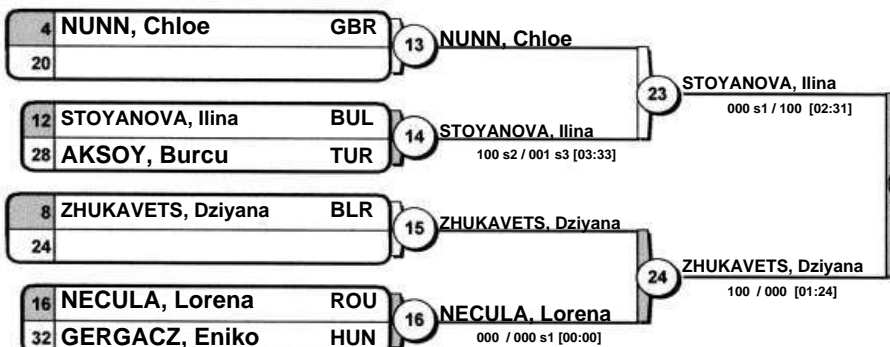 4 NUNN, Chloe GBR
20
13
NUNN, Chloe
12 STOYANOVA, Ilina BUL
28 AKSOY, Burcu TUR
14
STOYANOVA, Ilina
100 s2 / 001 s3 [03:33]
23
STOYANOVA, Ilina
000 s1 / 100 [02:31]
8 ZHUKAVETS, Dziyana BLR
24
15
ZHUKAVETS, Dziyana
16 NECULA, Lorena ROU
32 GERGACZ, Eniko HUN
16
NECULA, Lorena
000 / 000 s1 [00:00]
24
ZHUKAVETS, Dziyana
100 / 000 [01:24]